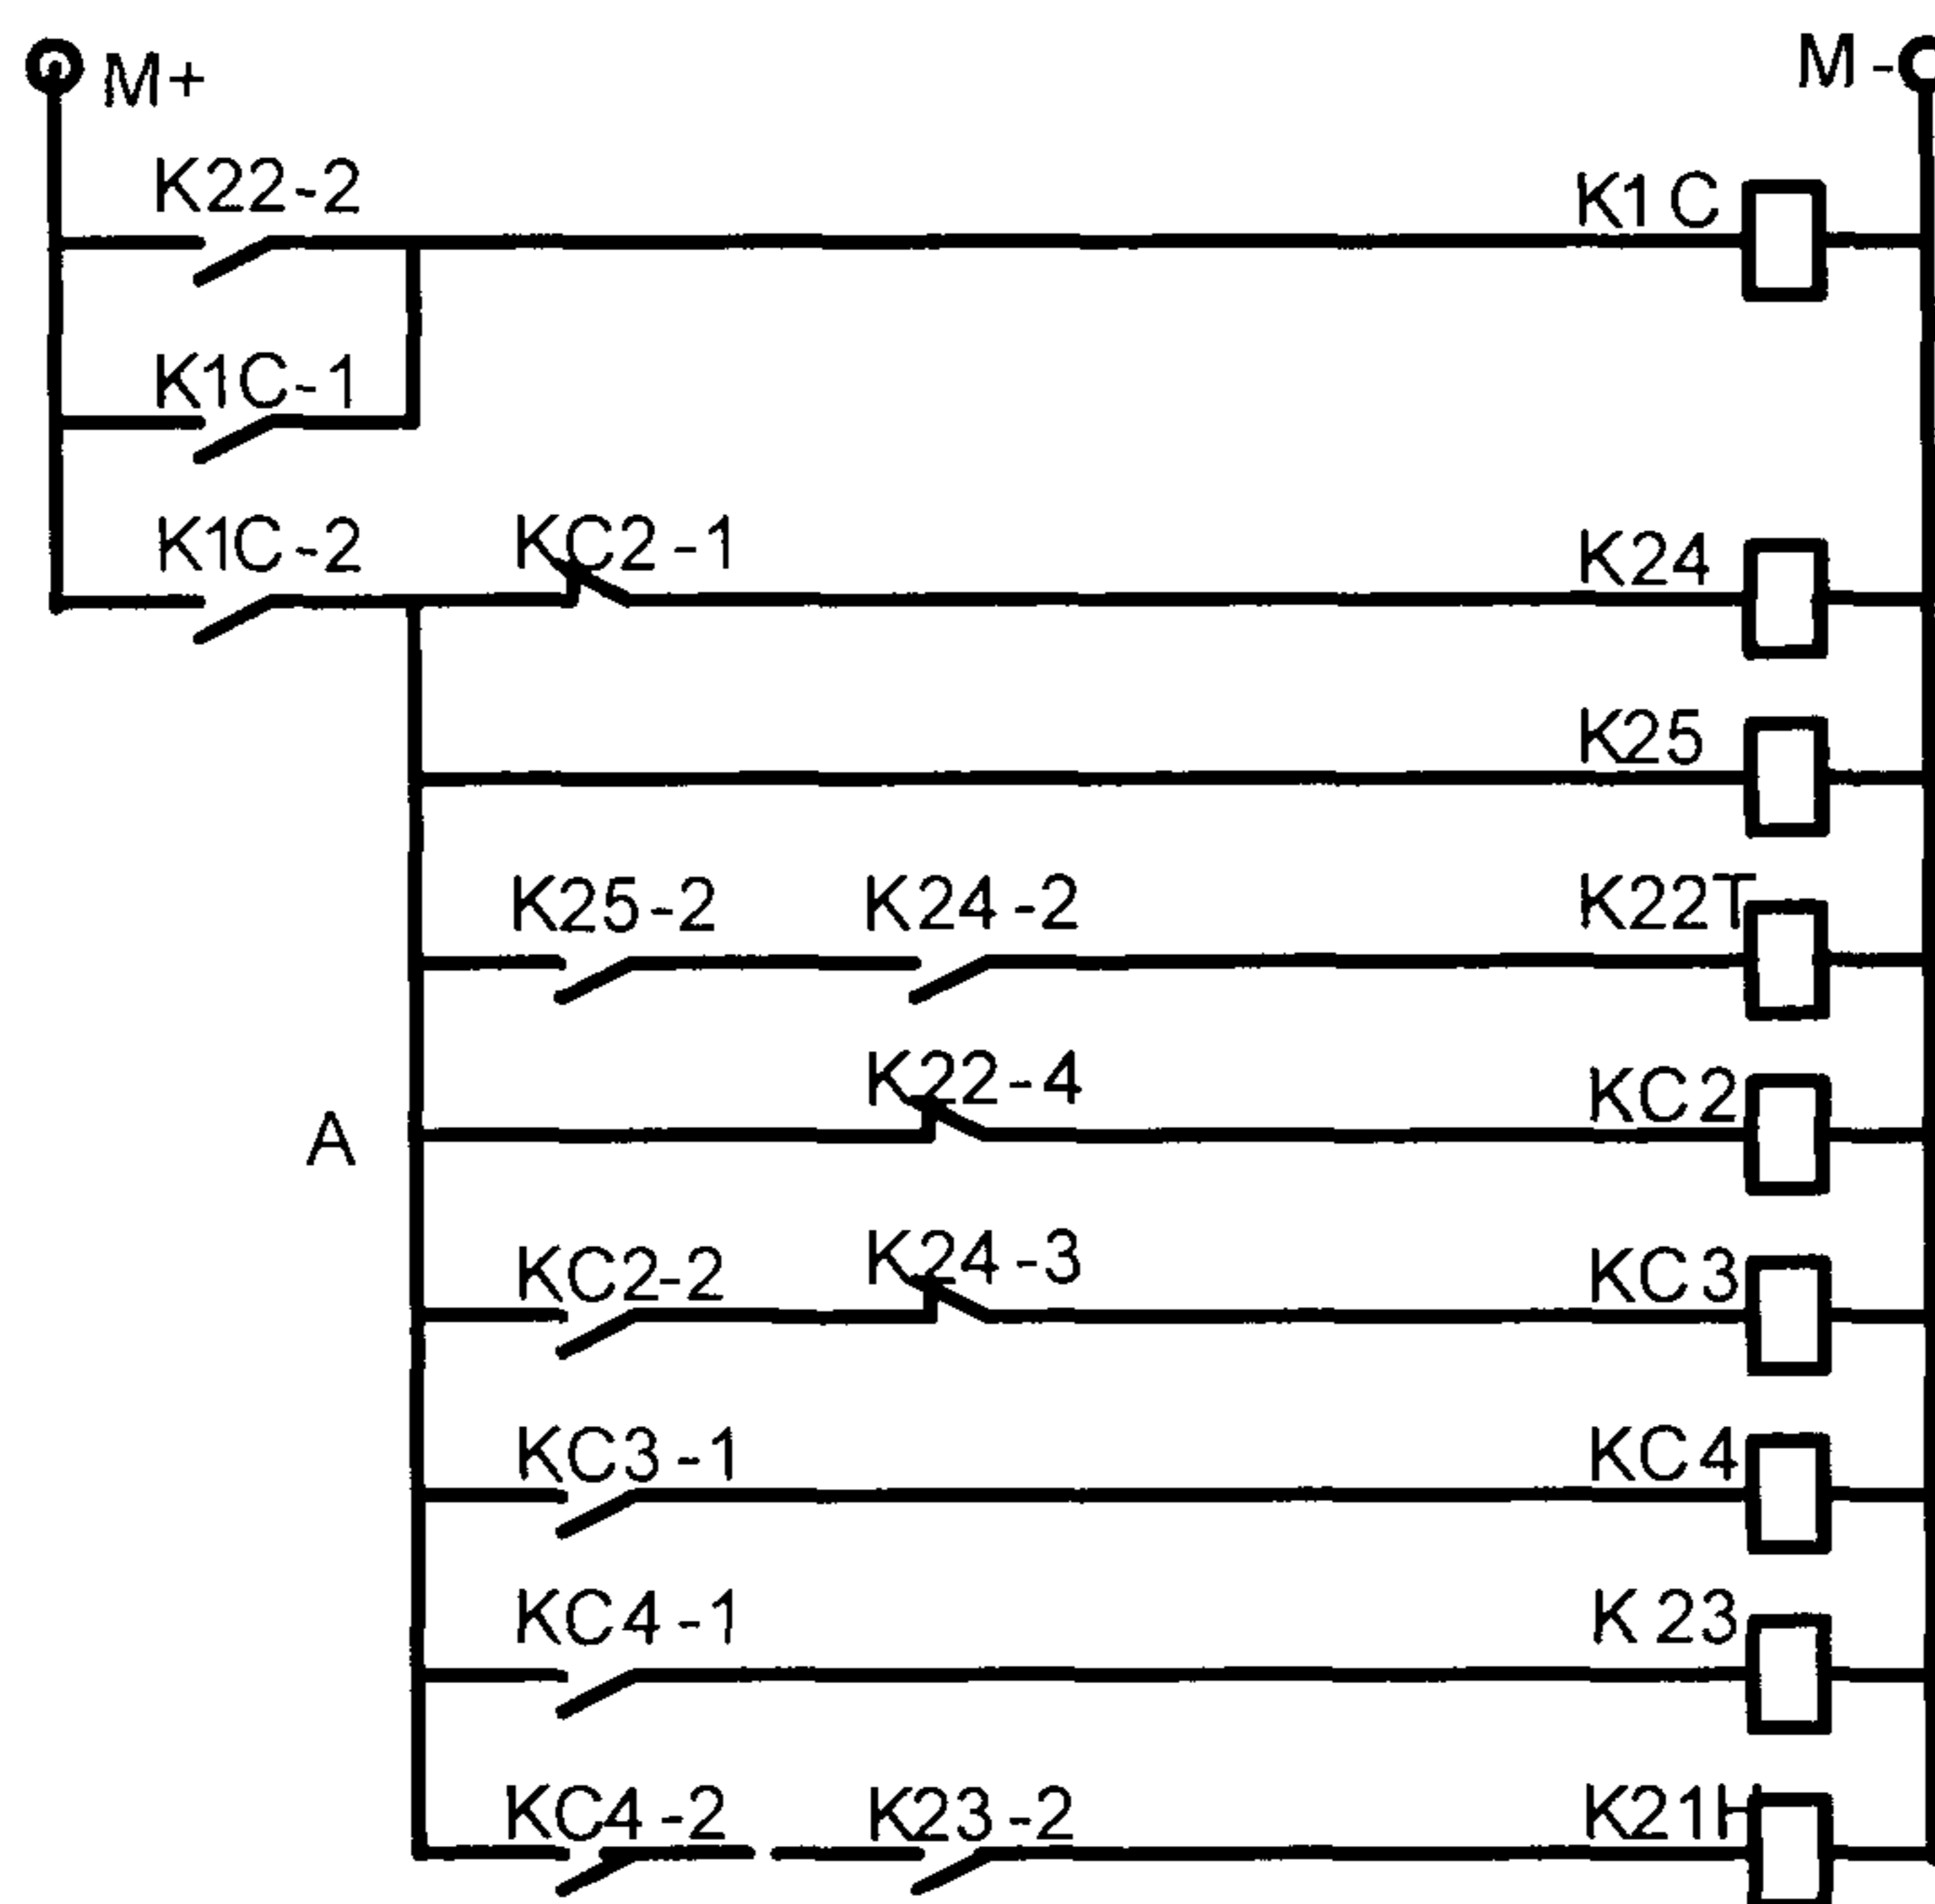 M+ M-
K22-2 K1C
K1C-1
K1C-2 KC2-1 K24
K25
K25-2 K24-2 K22T
K22-4 KC2
A
KC2-2 K24-3 KC3
KC3-1 KC4
KC4-1 K23
KC4-2 K23-2 K21H